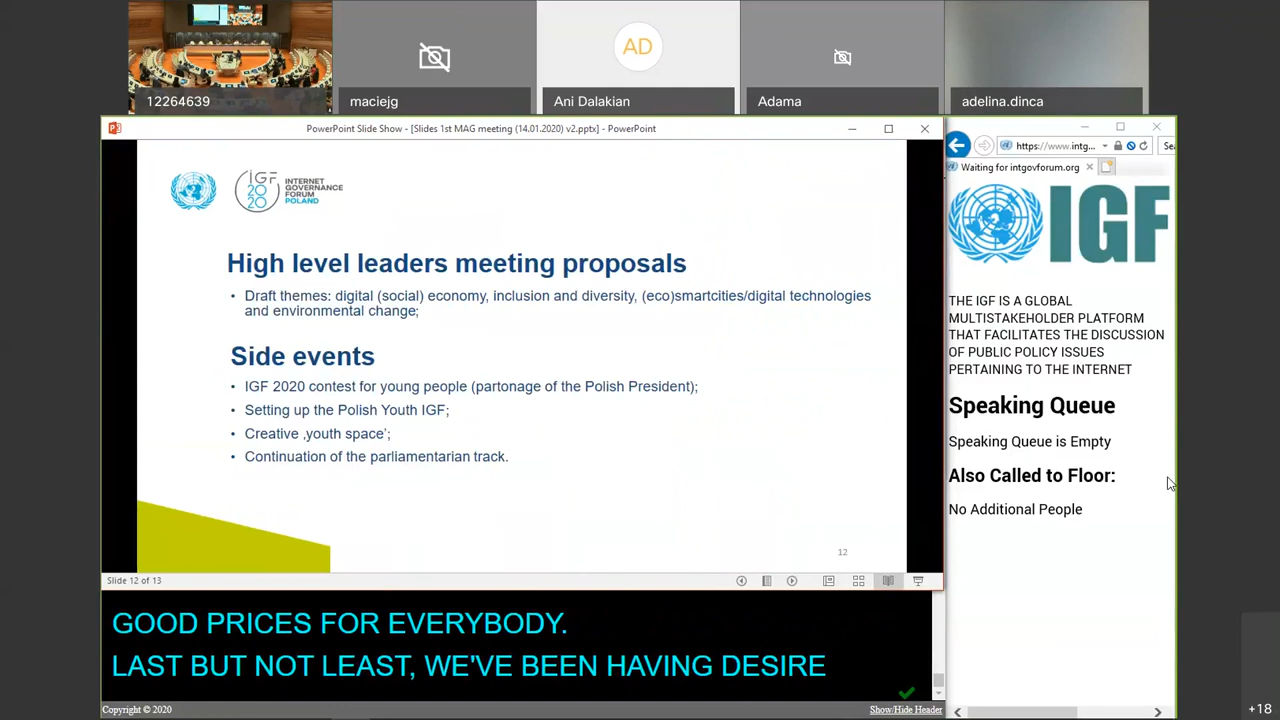 12264639
maciejg
AD
Ani Dalakian
Adama
adelina.dinca
PowerPoint Slide Show - [Slides 1st MAG meeting (14.01.2020) v2.pptx] - PowerPoint
IGF
20
20
INTERNET
GOVERNANCE
FORUM
POLAND
High level leaders meeting proposals
• Draft themes: digital (social) economy, inclusion and diversity, (eco)smartcities/digital technologies
and environmental change;
Side events
• IGF 2020 contest for young people (partonage of the Polish President);
• Setting up the Polish Youth IGF;
• Creative ‚youth space’;
• Continuation of the parliamentarian track.
12
Slide 12 of 13
GOOD PRICES FOR EVERYBODY.
LAST BUT NOT LEAST, WE'VE BEEN HAVING DESIRE
Copyright © 2020
Show/Hide Header
https://www.intg...
Sea
Waiting for intgovforum.org
IGF
THE IGF IS A GLOBAL
MULTISTAKEHOLDER PLATFORM
THAT FACILITATES THE DISCUSSION
OF PUBLIC POLICY ISSUES
PERTAINING TO THE INTERNET
Speaking Queue
Speaking Queue is Empty
Also Called to Floor:
No Additional People
+18